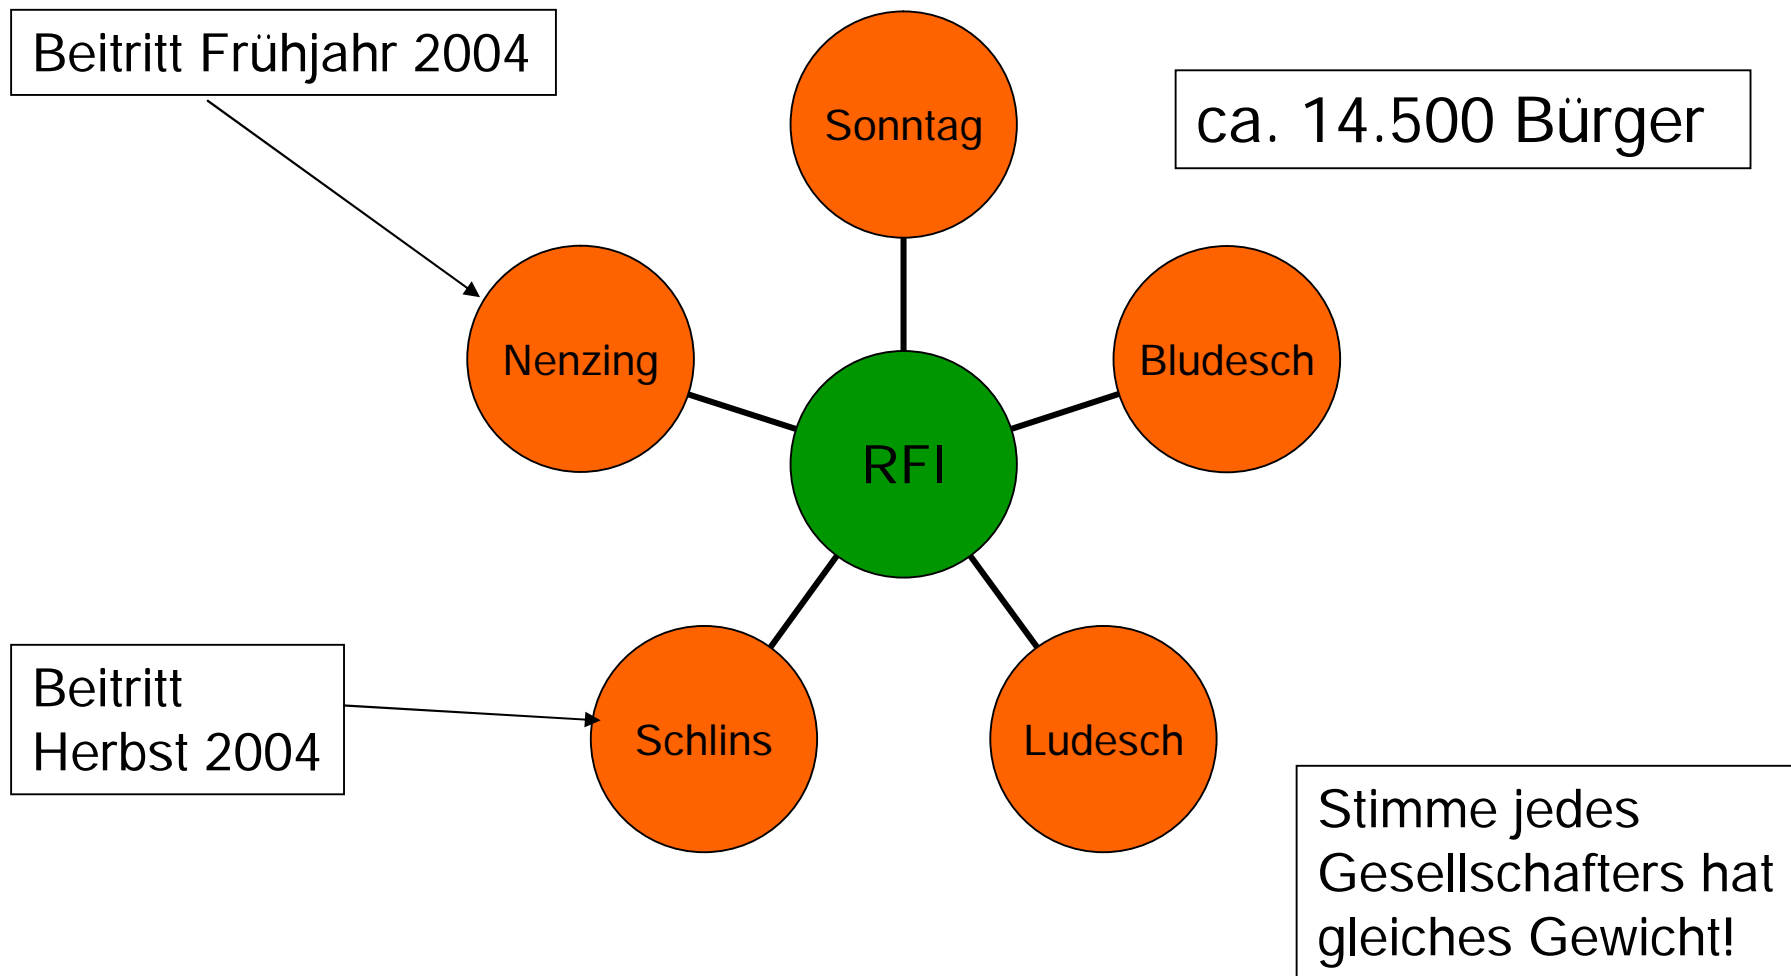 Beitritt Frühjahr 2004
Sonntag
ca. 14.500 Bürger
Nenzing
Bludesch
RFI
Beitritt
Herbst 2004
Schlins
Ludesch
Stimme jedes
Gesellschafters hat
gleiches Gewicht!